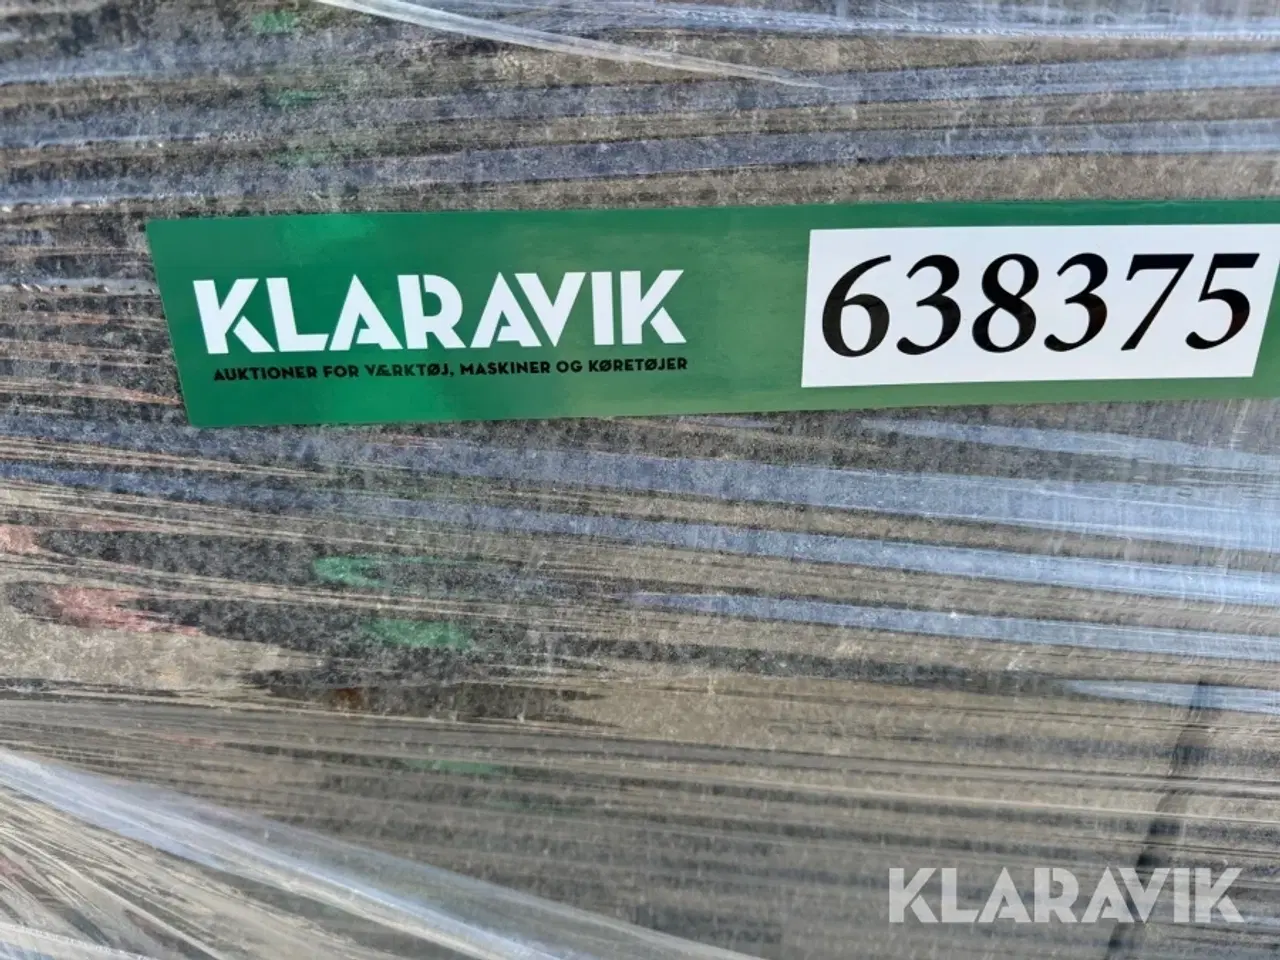 KLARAVIK
AUKTIONER FOR VÆRKTØJ, MASKINER OG KØRETØJER
638375
KLARAVIK